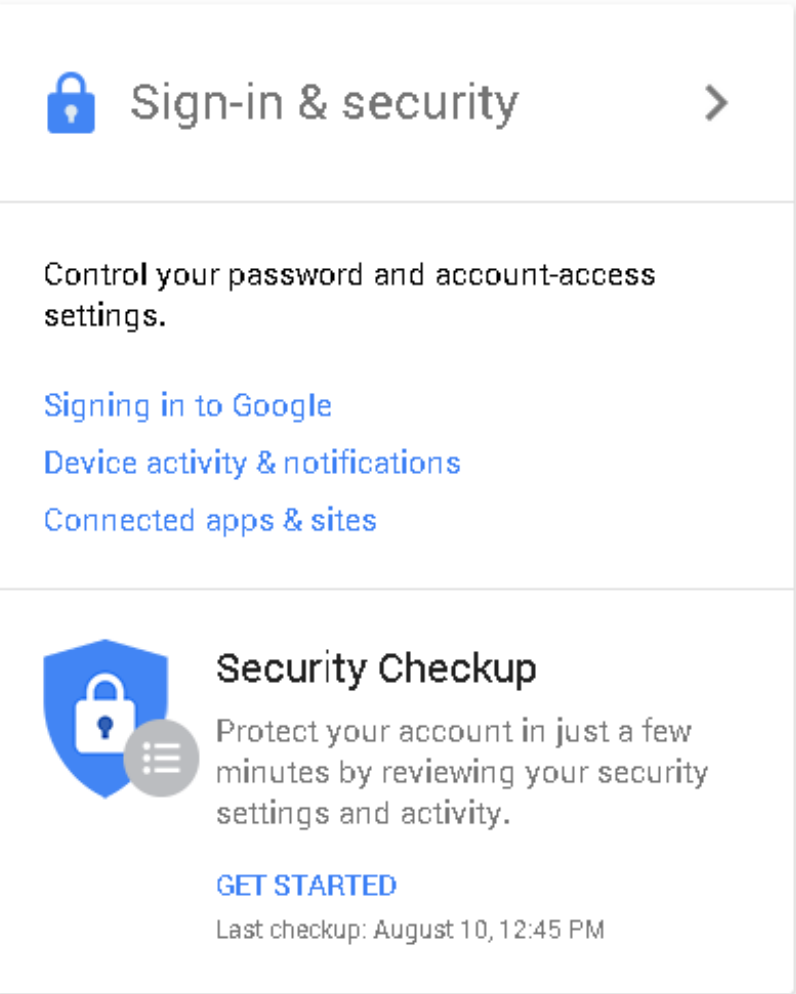 Sign-in & security
Control your password and account-access
settings.
Signing in to Google
Device activity & notifications
Connected apps & sites
Security Checkup
Protect your account in just a few
minutes by reviewing your security
settings and activity.
GET STARTED
Last checkup: August 10, 12:45 PM